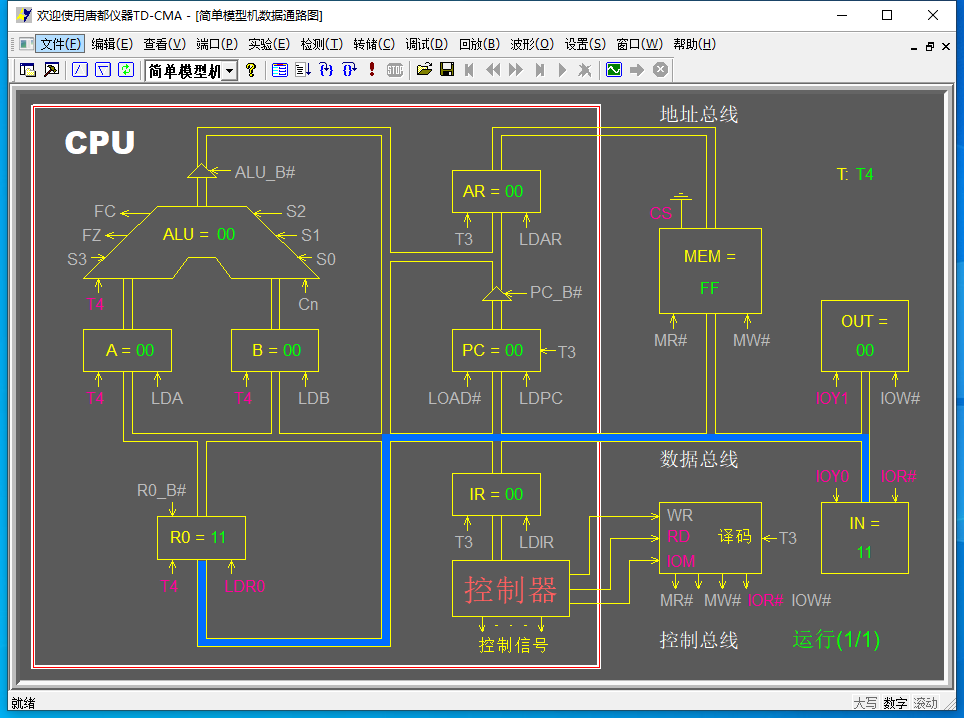 欢迎使用唐都仪器TD-CMA - [简单模型机数据通路图]
文件(F) 编辑(E) 查看(V) 端口(P) 实验(E) 检测(T) 转储(C) 调试(D) 回放(B) 波形(O) 设置(S) 窗口(W) 帮助(H)
简单模型机
STOP
CPU
地址总线
ALU_B#
AR = 00
T: T4
FC
S2
CS
FZ
ALU = 00
S1
T3
LDAR
S3
S0
MEM =
FF
T4
Cn
PC_B#
OUT =
00
A = 00
B = 00
PC = 00
T3
MR#
MW#
T4
LDA
T4
LDB
LOAD#
LDPC
IOY1
IOW#
数据总线
R0_B#
IR = 00
IOY0
IOR#
R0 = 11
T3
LDIR
WR
RD
IOM
译码
T3
IN =
11
T4
LDR0
控制器
MR#
MW#
IOR#
IOW#
控制信号
控制总线
运行(1/1)
就绪
大写 数字 滚动